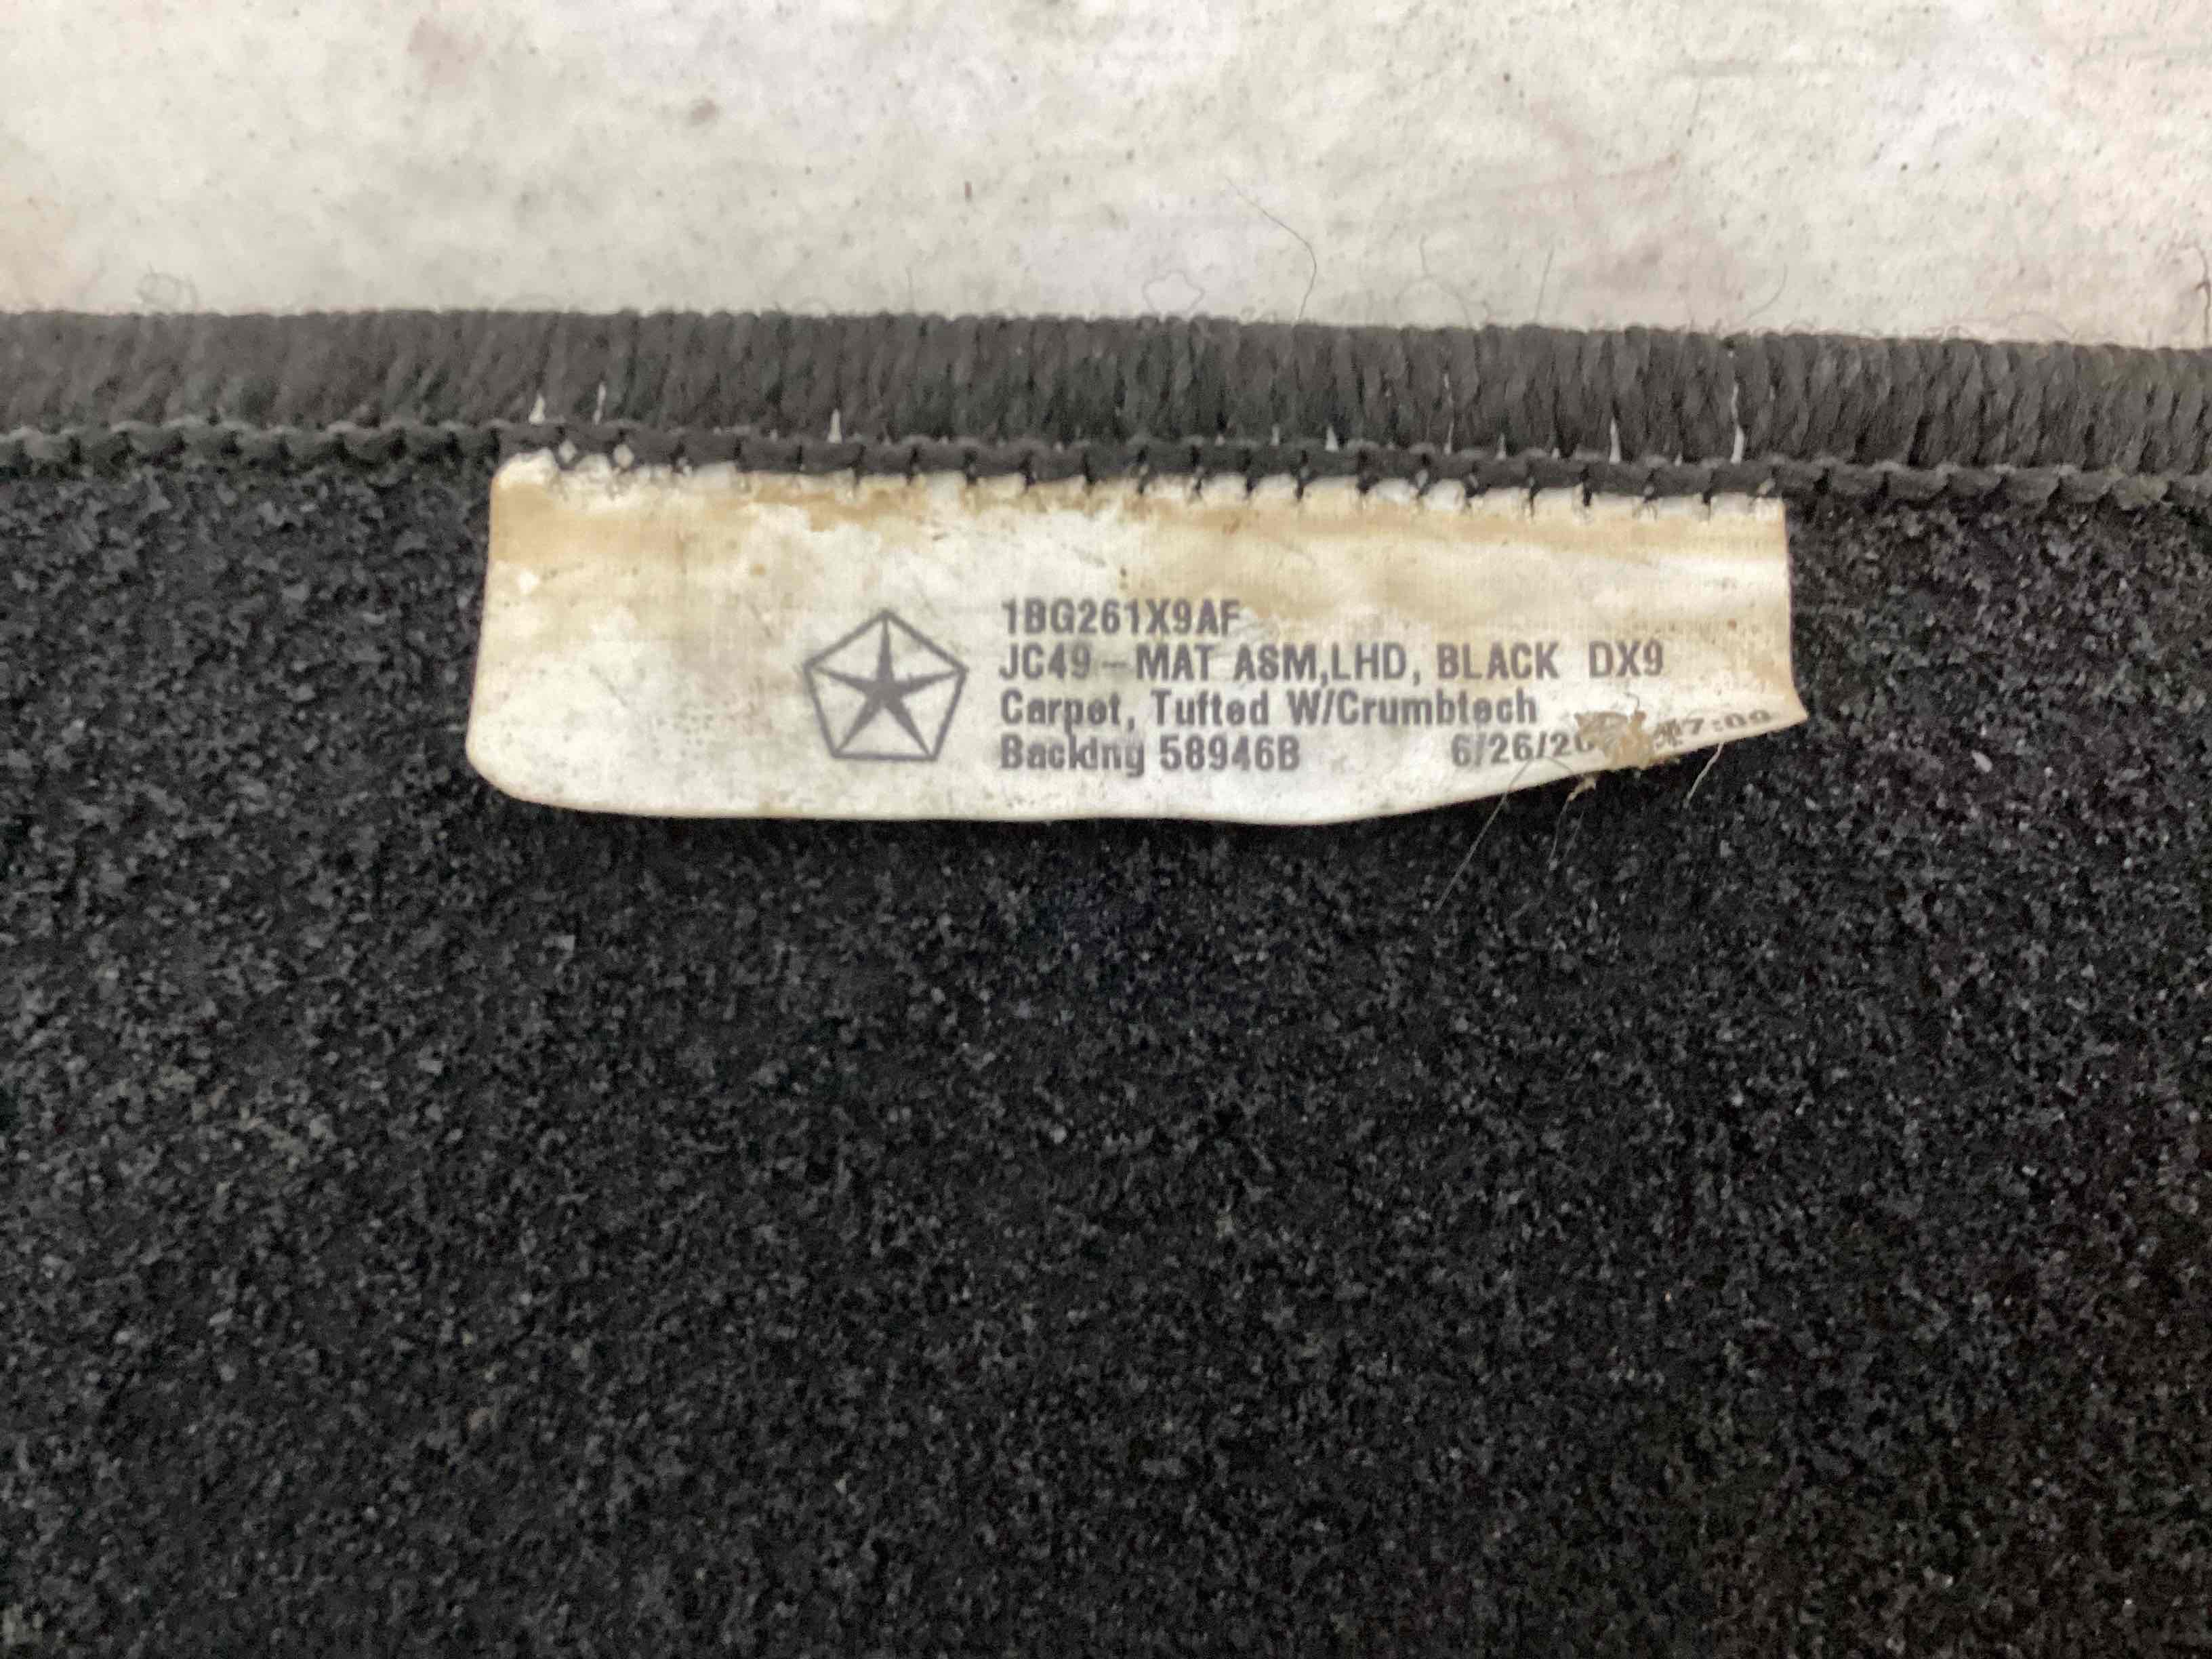 1BG261X9AF
JC49-MAT ASM,LHD, BLACK DX9
Carpet, Tufted W/Crumbtech
Backing 58946B